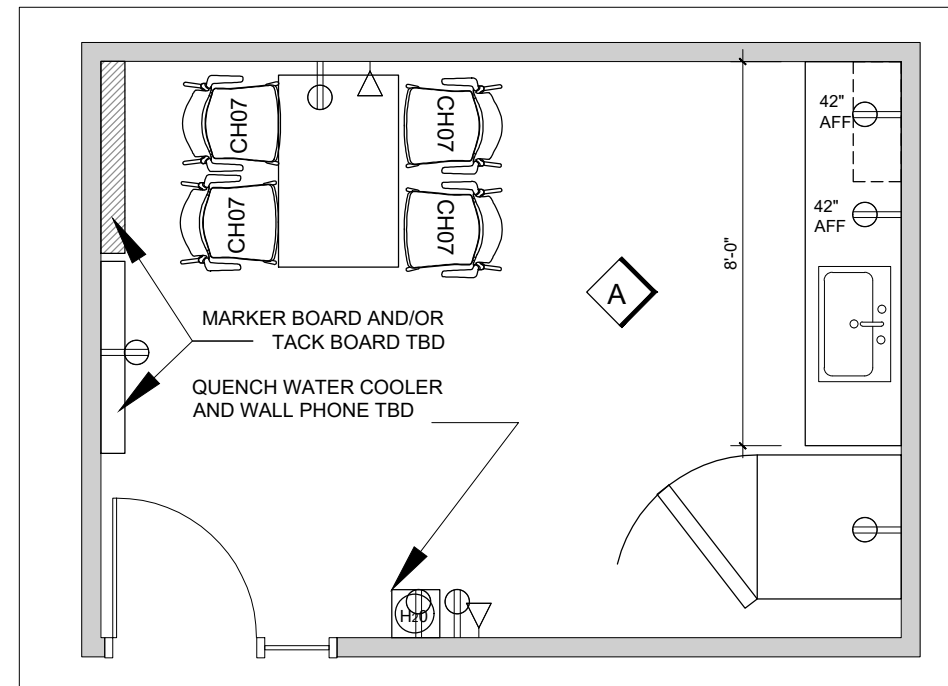 CH07
CH07
42"
AFF
CH07
CH07
42"
AFF
8'-0"
A
MARKER BOARD AND/OR
TACK BOARD TBD
QUENCH WATER COOLER
AND WALL PHONE TBD
H20